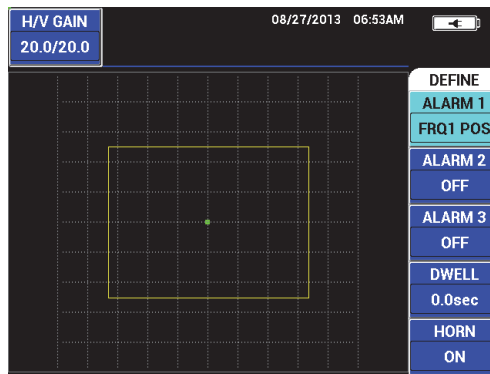 H/V GAIN
20.0/20.0
08/27/2013 06:53AM
DEFINE
ALARM 1
FRQ1 POS
ALARM 2
OFF
ALARM 3
OFF
DWELL
0.0sec
HORN
ON